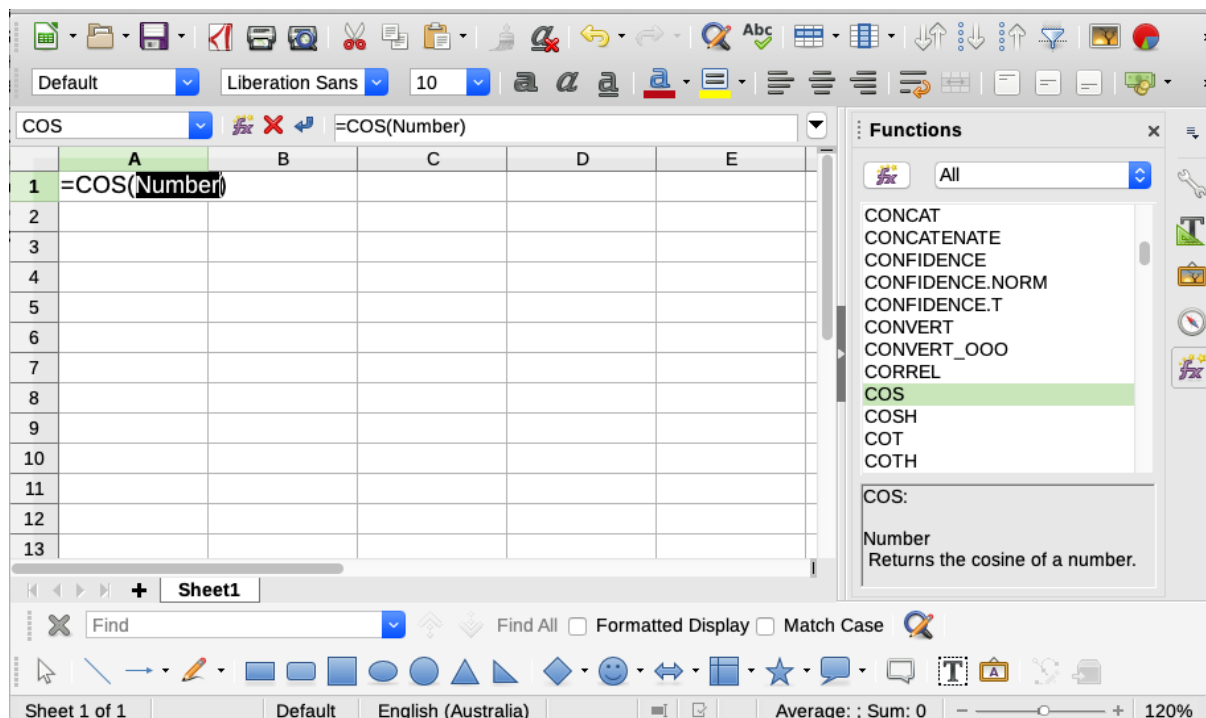 Abc
Default
Liberation Sans
10
a a a a
COS
=COS(Number)
A B C D E
1 =COS(Number)
2
3
4
5
6
7
8
9
10
11
12
13
Sheet1
Functions
All
CONCAT
CONCATENATE
CONFIDENCE
CONFIDENCE.NORM
CONFIDENCE.T
CONVERT
CONVERT_OOO
CORREL
COS
COSH
COT
COTH
COS:
Number
Returns the cosine of a number.
Find
Find All
Formatted Display
Match Case
T A
Sheet 1 of 1
Default
English (Australia)
Average: ; Sum: 0
120%